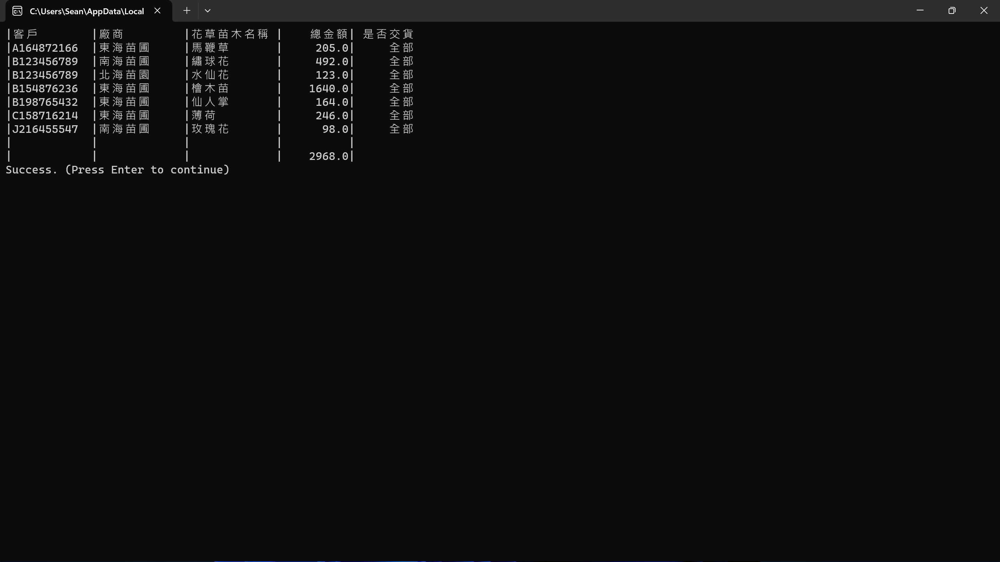 C:\Users\Sean\AppData\Local
|客戶 |廠商 |花草苗木名稱 | 總金額| 是否交貨
|A164872166 |東海苗圃 |馬鞭草 | 205.0| 全部
|B123456789 |南海苗圃 |繡球花 | 492.0| 全部
|B123456789 |北海苗園 |水仙花 | 123.0| 全部
|B154876236 |東海苗圃 |檜木苗 | 1640.0| 全部
|B198765432 |東海苗圃 |仙人掌 | 164.0| 全部
|C158716214 |東海苗圃 |薄荷 | 246.0| 全部
|J216455547 |南海苗圃 |玫瑰花 | 98.0| 全部
| | | | |
| | | | 2968.0|
Success. (Press Enter to continue)